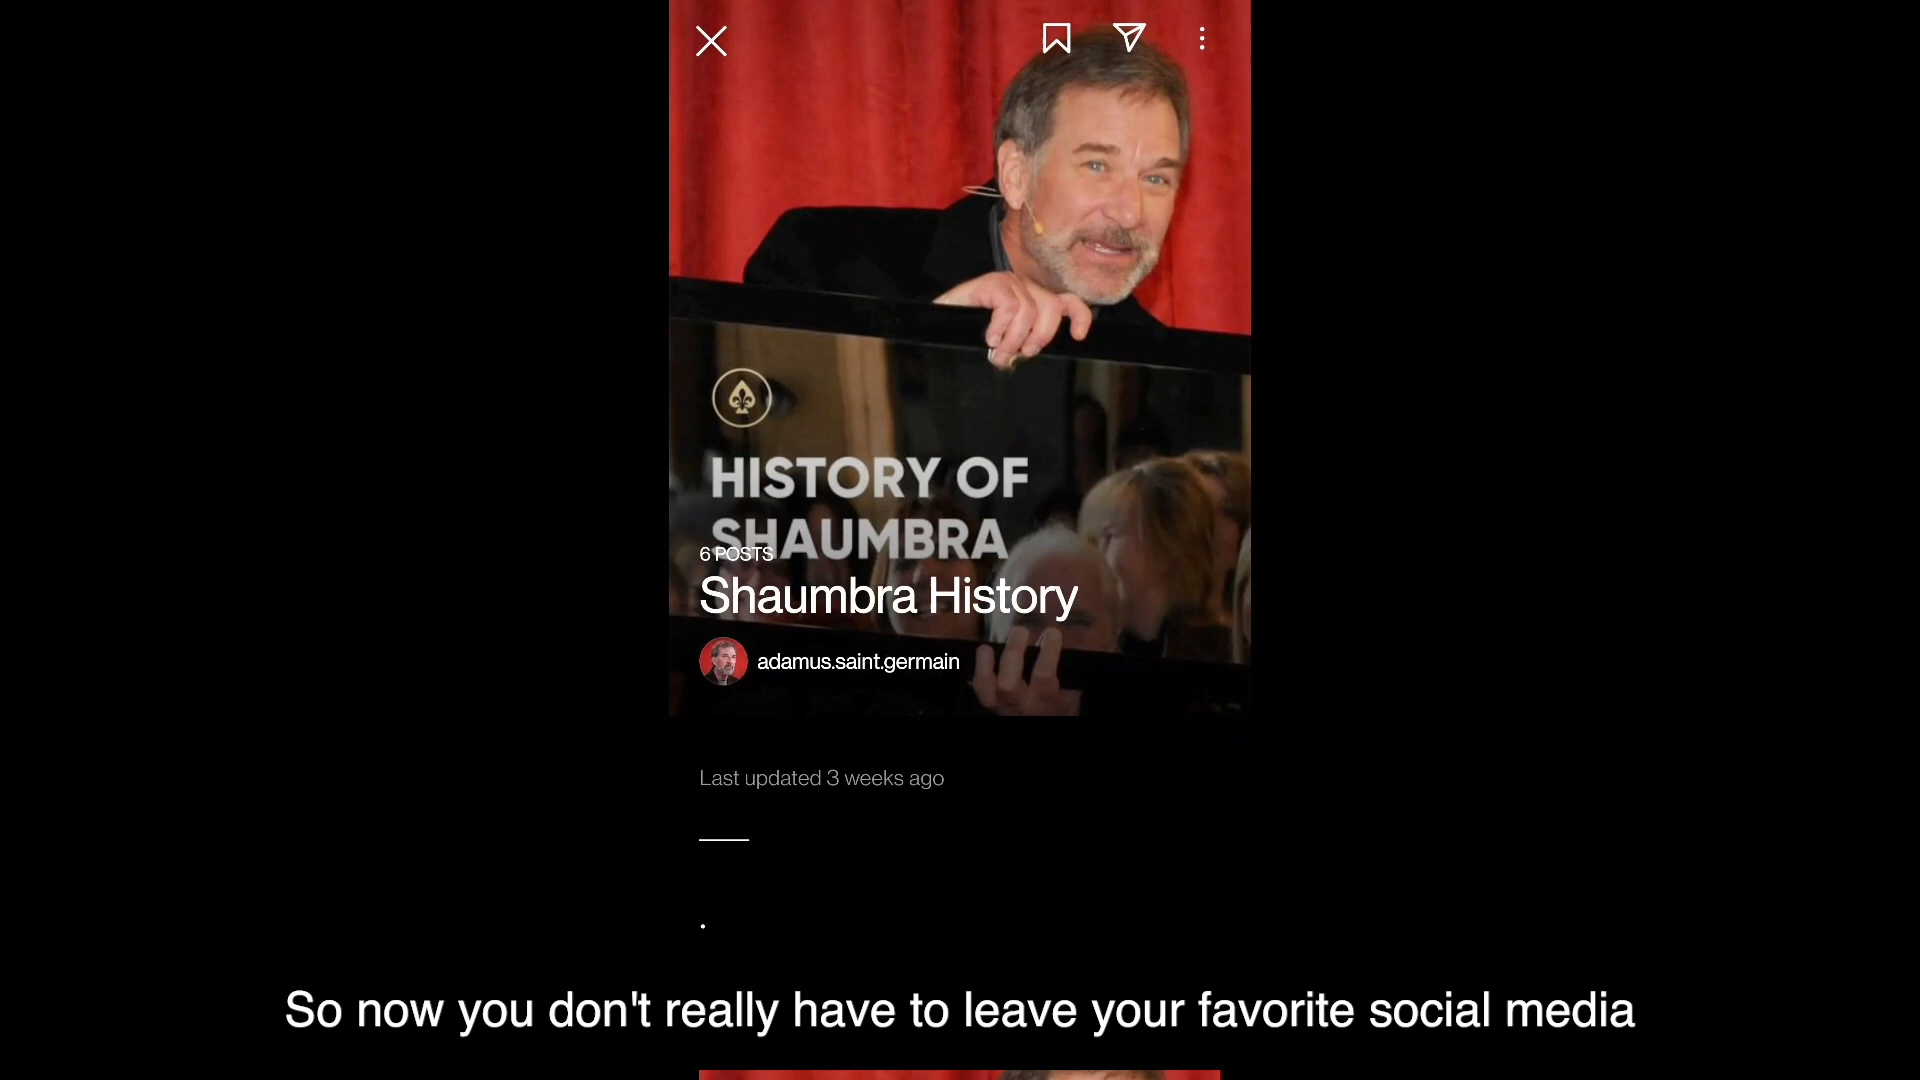 HISTORY OF
SHAUMBRA
6 POSTS
Shaumbra History
adamus.saint.germain
Last updated 3 weeks ago
.
So now you don't really have to leave your favorite social media